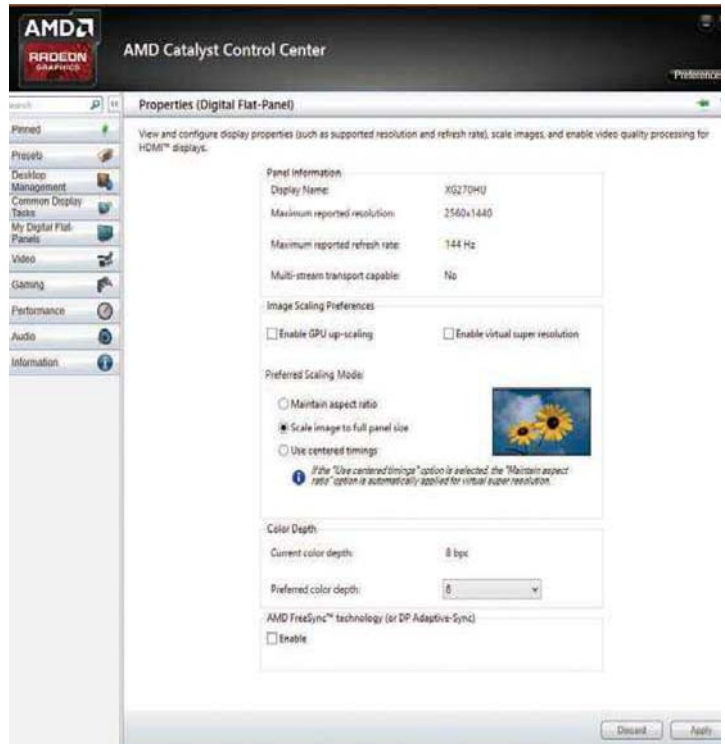 AMD
RADEON
GRAPHICS
AMD Catalyst Control Center
Preferences
search
Properties (Digital Flat-Panel)
Pinned
Presets
Desktop
Management
Common Display
Tasks
My Digital Flat-
Panels
Video
Gaming
Performance
Audio
Information
View and configure display properties (such as supported resolution and refresh rate), scale images, and enable video quality processing for
HDMI™ displays.
Panel Information
Display Name: XG270HU
Maximum reported resolution: 2560x1440
Maximum reported refresh rate: 144 Hz
Multi-stream transport capable: No
Image Scaling Preferences
Enable GPU up-scaling Enable virtual super resolution
Preferred Scaling Mode:
Maintain aspect ratio
Scale image to full panel size
Use centered timings
If the "Use centered timings" option is selected, the "Maintain aspect
ratio" option is automatically applied for virtual super resolution.
Color Depth
Current color depth: 8 bpc
Preferred color depth: 8
AMD FreeSync™ technology (or DP Adaptive-Sync)
Enable
Discard Apply